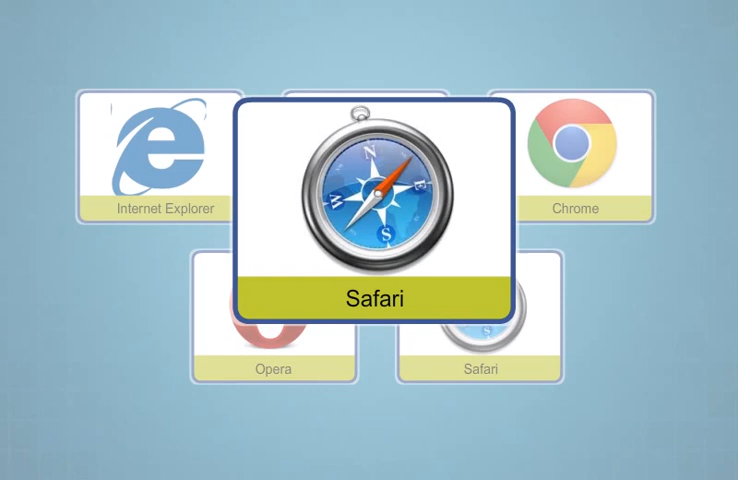 Internet Explorer
Chrome
N
E
W
S
Safari
S
Opera
Safari